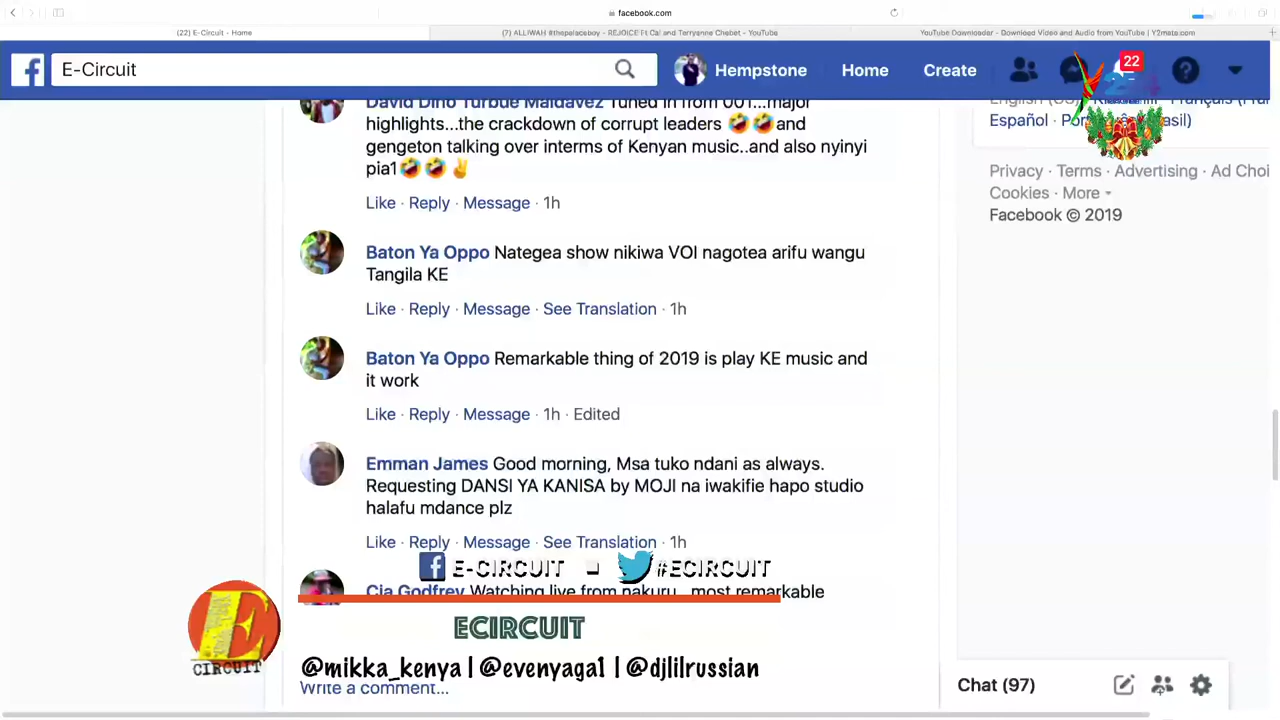 facebook.com
(22) E-Circuit - Home
(7) ALLIWAH #theplaceboy - REJOICE Ft Cal and Terryanne Chebet - YouTube
YouTube Downloader - Download Video and Audio from YouTube | Y2mate.com
E-Circuit
Hempstone
Home
Create
22
David Dino Turbue Maldavez Tuned in from 001...major
highlights...the crackdown of corrupt leaders 🤣🤣and
gengeton talking over interms of Kenyan music..and also nyinyi
pia1🤣🤣✌
Like · Reply · Message · 1h
Baton Ya Oppo Nategea show nikiwa VOI nagotea arifu wangu
Tangila KE
Like · Reply · Message · See Translation · 1h
Baton Ya Oppo Remarkable thing of 2019 is play KE music and
it work
Like · Reply · Message · 1h · Edited
Emman James Good morning, Msa tuko ndani as always.
Requesting DANSI YA KANISA by MOJI na iwakifie hapo studio
halafu mdance plz
Like · Reply · Message · See Translation · 1h
Cia Godfrey Watching live from nakuru...most remarkable
Write a comment...
English (US)
Español
Privacy · Terms · Advertising · Ad Choi
Cookies · More
Facebook © 2019
E-CIRCUIT
#ECIRCUIT
E
CIRCUIT
ECIRCUIT
@mikka_kenya | @evenyaga1 | @djlilrussian
Chat (97)